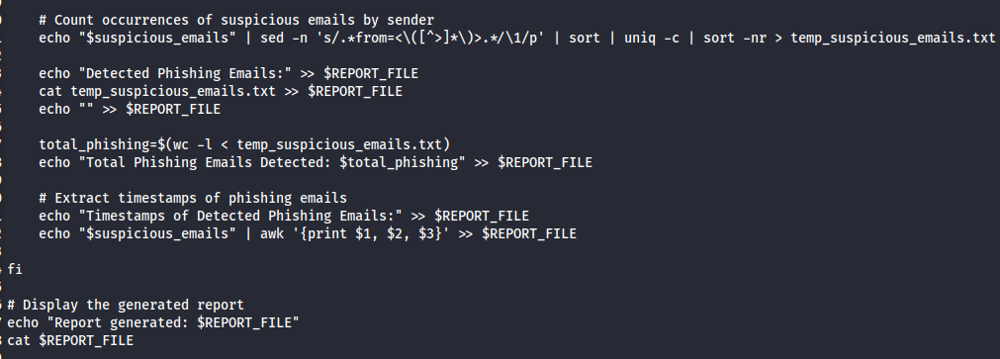 # Count occurrences of suspicious emails by sender
echo "$suspicious_emails" | sed -n 's/.*from=<\([^>]*\)>.*/\1/p' | sort | uniq -c | sort -nr > temp_suspicious_emails.txt
echo "Detected Phishing Emails:" >> $REPORT_FILE
cat temp_suspicious_emails.txt >> $REPORT_FILE
echo "" >> $REPORT_FILE
total_phishing=$(wc -l < temp_suspicious_emails.txt)
echo "Total Phishing Emails Detected: $total_phishing" >> $REPORT_FILE
# Extract timestamps of phishing emails
echo "Timestamps of Detected Phishing Emails:" >> $REPORT_FILE
echo "$suspicious_emails" | awk '{print $1, $2, $3}' >> $REPORT_FILE
fi
# Display the generated report
echo "Report generated: $REPORT_FILE"
cat $REPORT_FILE